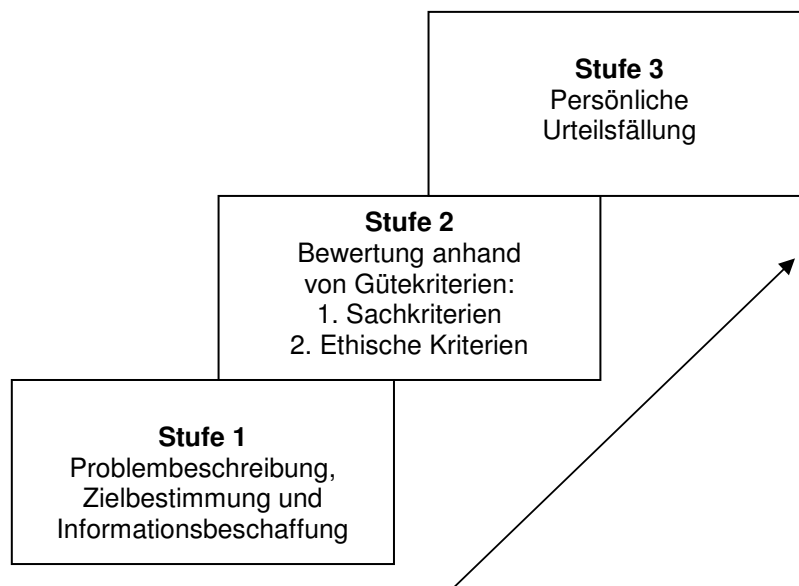 Stufe 3
Persönliche
Urteilsfällung
Stufe 2
Bewertung anhand
von Gütekriterien:
1. Sachkriterien
2. Ethische Kriterien
Stufe 1
Problembeschreibung,
Zielbestimmung und
Informationsbeschaffung